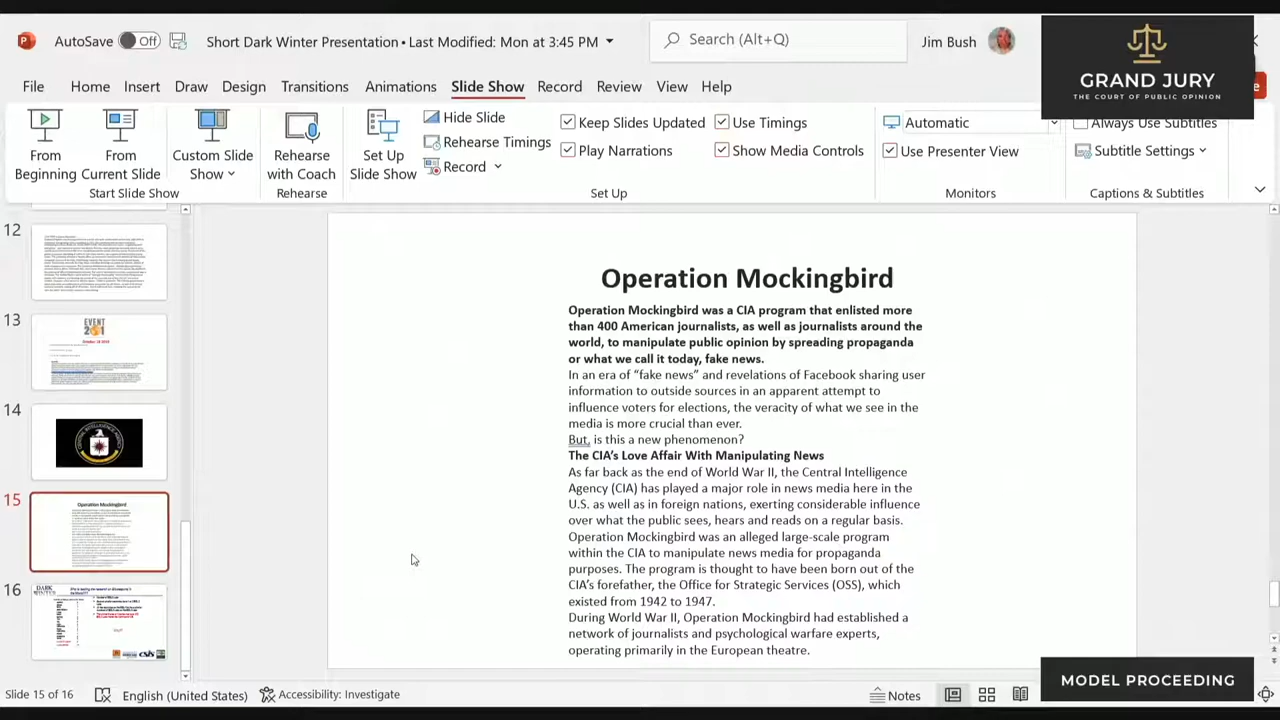 AutoSave Off
Short Dark Winter Presentation • Last Modified: Mon at 3:45 PM
Search (Alt+Q)
Jim Bush
GRAND JURY
THE COURT OF PUBLIC OPINION
File Home Insert Draw Design Transitions Animations Slide Show Record Review View Help
From Beginning
From Current Slide
Start Slide Show
Custom Slide Show
Rehearse with Coach
Rehearse
Set Up Slide Show
Hide Slide
Rehearse Timings
Record
Keep Slides Updated
Play Narrations
Use Timings
Show Media Controls
Set Up
Automatic
Use Presenter View
Monitors
Always Use Subtitles
Subtitle Settings
Captions & Subtitles
12
13
EVENT
201
14
15
Operation Mockingbird
16
DARK
csis
Operation Mockingbird
Operation Mockingbird was a CIA program that enlisted more
than 400 American journalists, as well as journalists around the
world, to manipulate public opinion by spreading propaganda
or what we call it today, fake news.
In an era of “fake news” and revelations of Facebook sharing user
information to outside sources in an apparent attempt to
influence voters for elections, the veracity of what we see in the
media is more crucial than ever.
But, is this a new phenomenon?
The CIA’s Love Affair With Manipulating News
As far back as the end of World War II, the Central Intelligence
Agency (CIA) has played a major role in news media here in the
U.S. as well as in foreign nations, exerting considerable influence
over what the public sees, hears and reads on a regular basis.
Operation Mockingbird was an alleged large-scale program
within the CIA to manipulate news media for propaganda
purposes. The program is thought to have been born out of the
CIA’s forefather, the Office for Strategic Services (OSS), which
existed from 1942 to 1947.
During World War II, Operation Mockingbird had established a
network of journalists and psychological warfare experts,
operating primarily in the European theatre.
MODEL PROCEEDING
Slide 15 of 16
English (United States)
Accessibility: Investigate
Notes